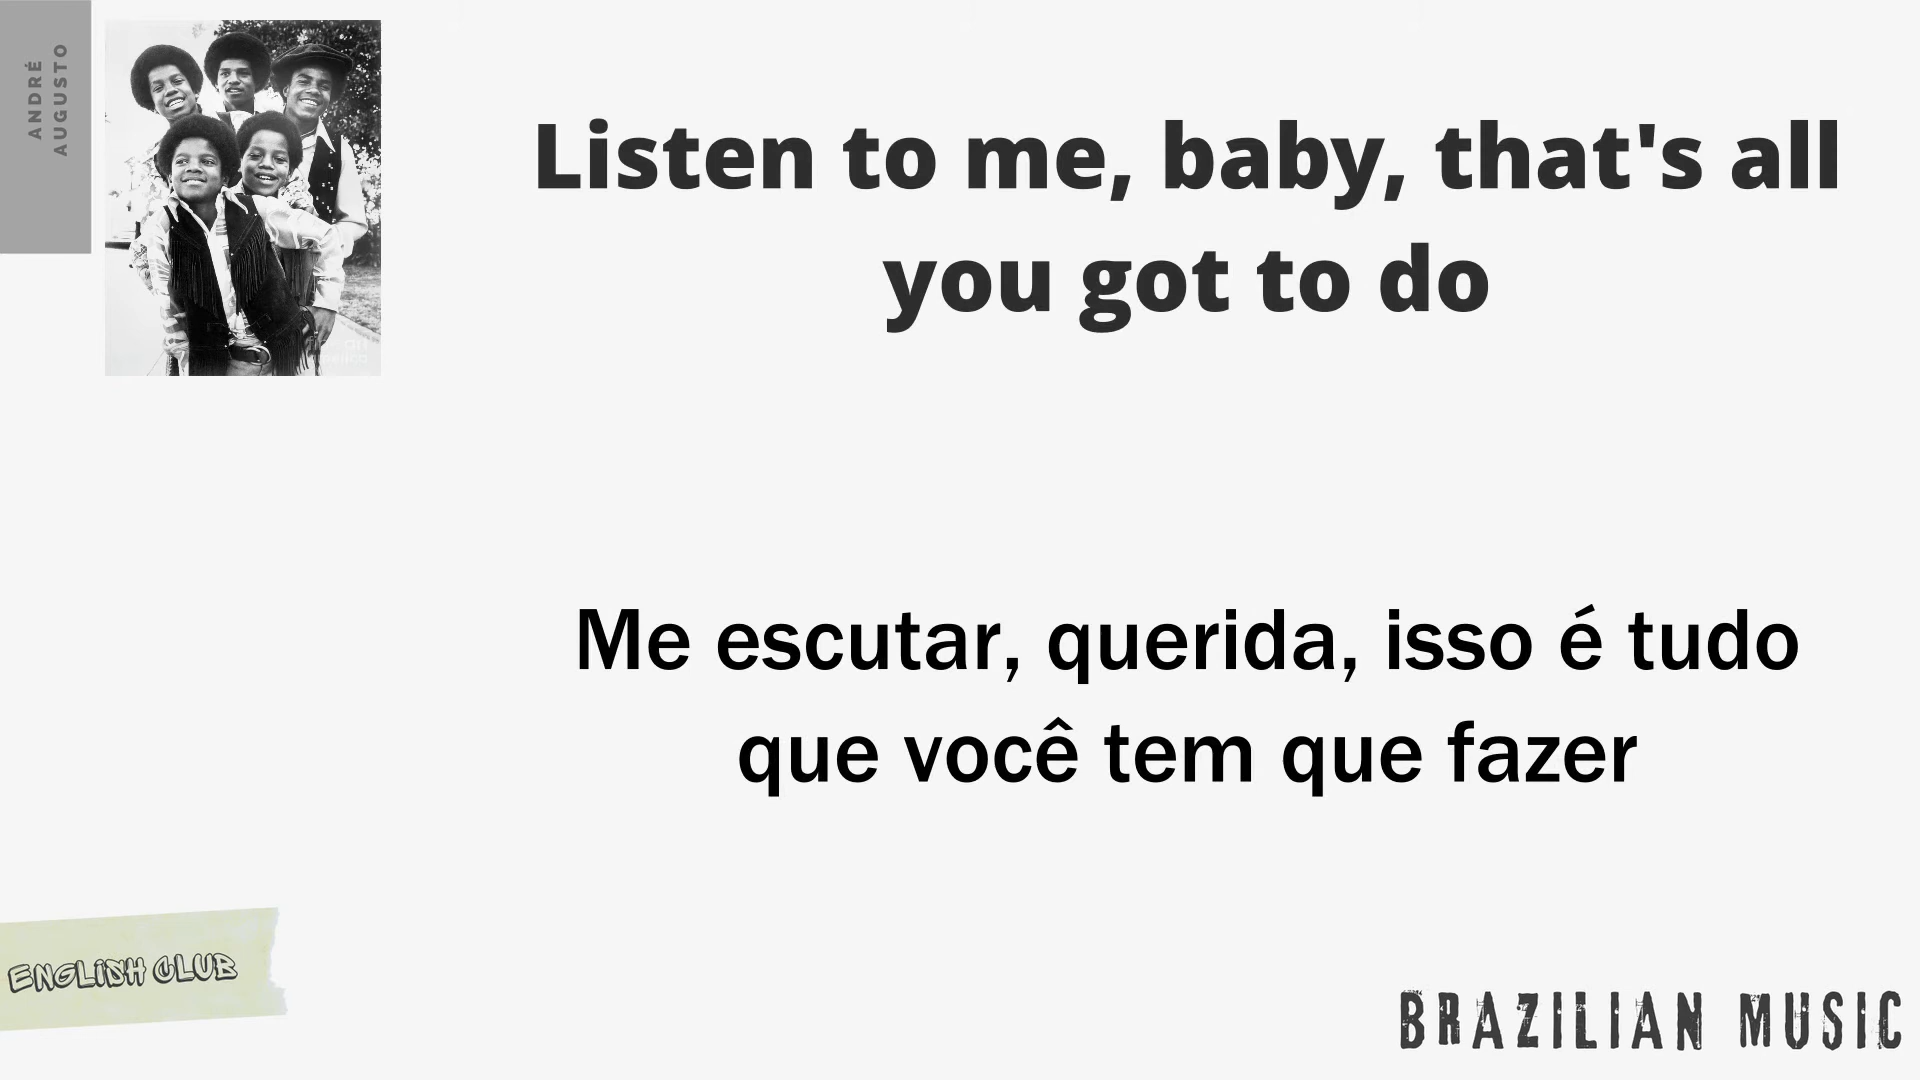 ANDRÉ
AUGUSTO
Listen to me, baby, that's all
you got to do
Me escutar, querida, isso é tudo
que você tem que fazer
ENGLISH CLUB
BRAZILIAN MUSIC